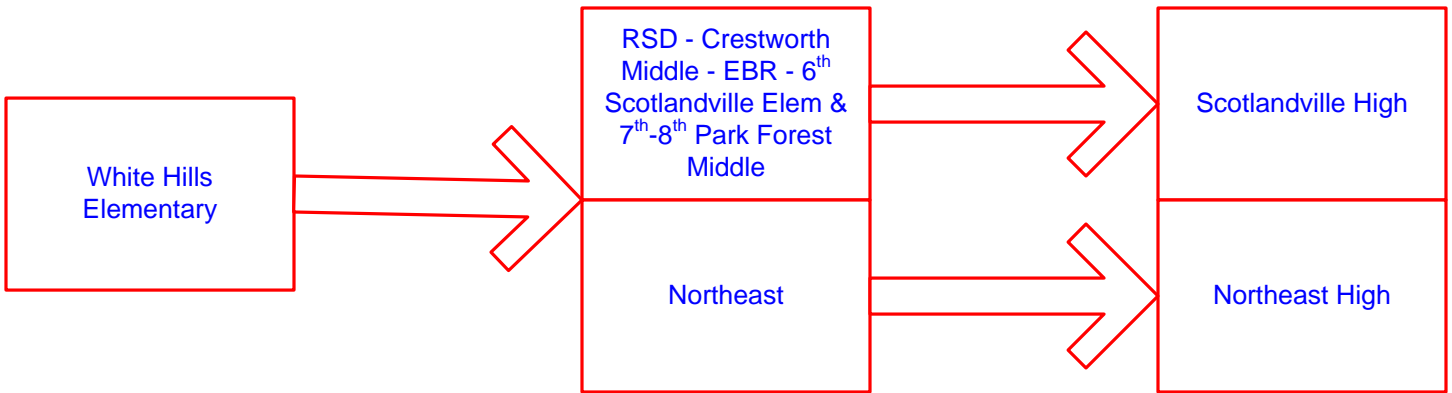 White Hills
Elementary
RSD - Crestworth
Middle - EBR - 6th
Scotlandville Elem &
7th-8th Park Forest
Middle
Northeast
Scotlandville High
Northeast High